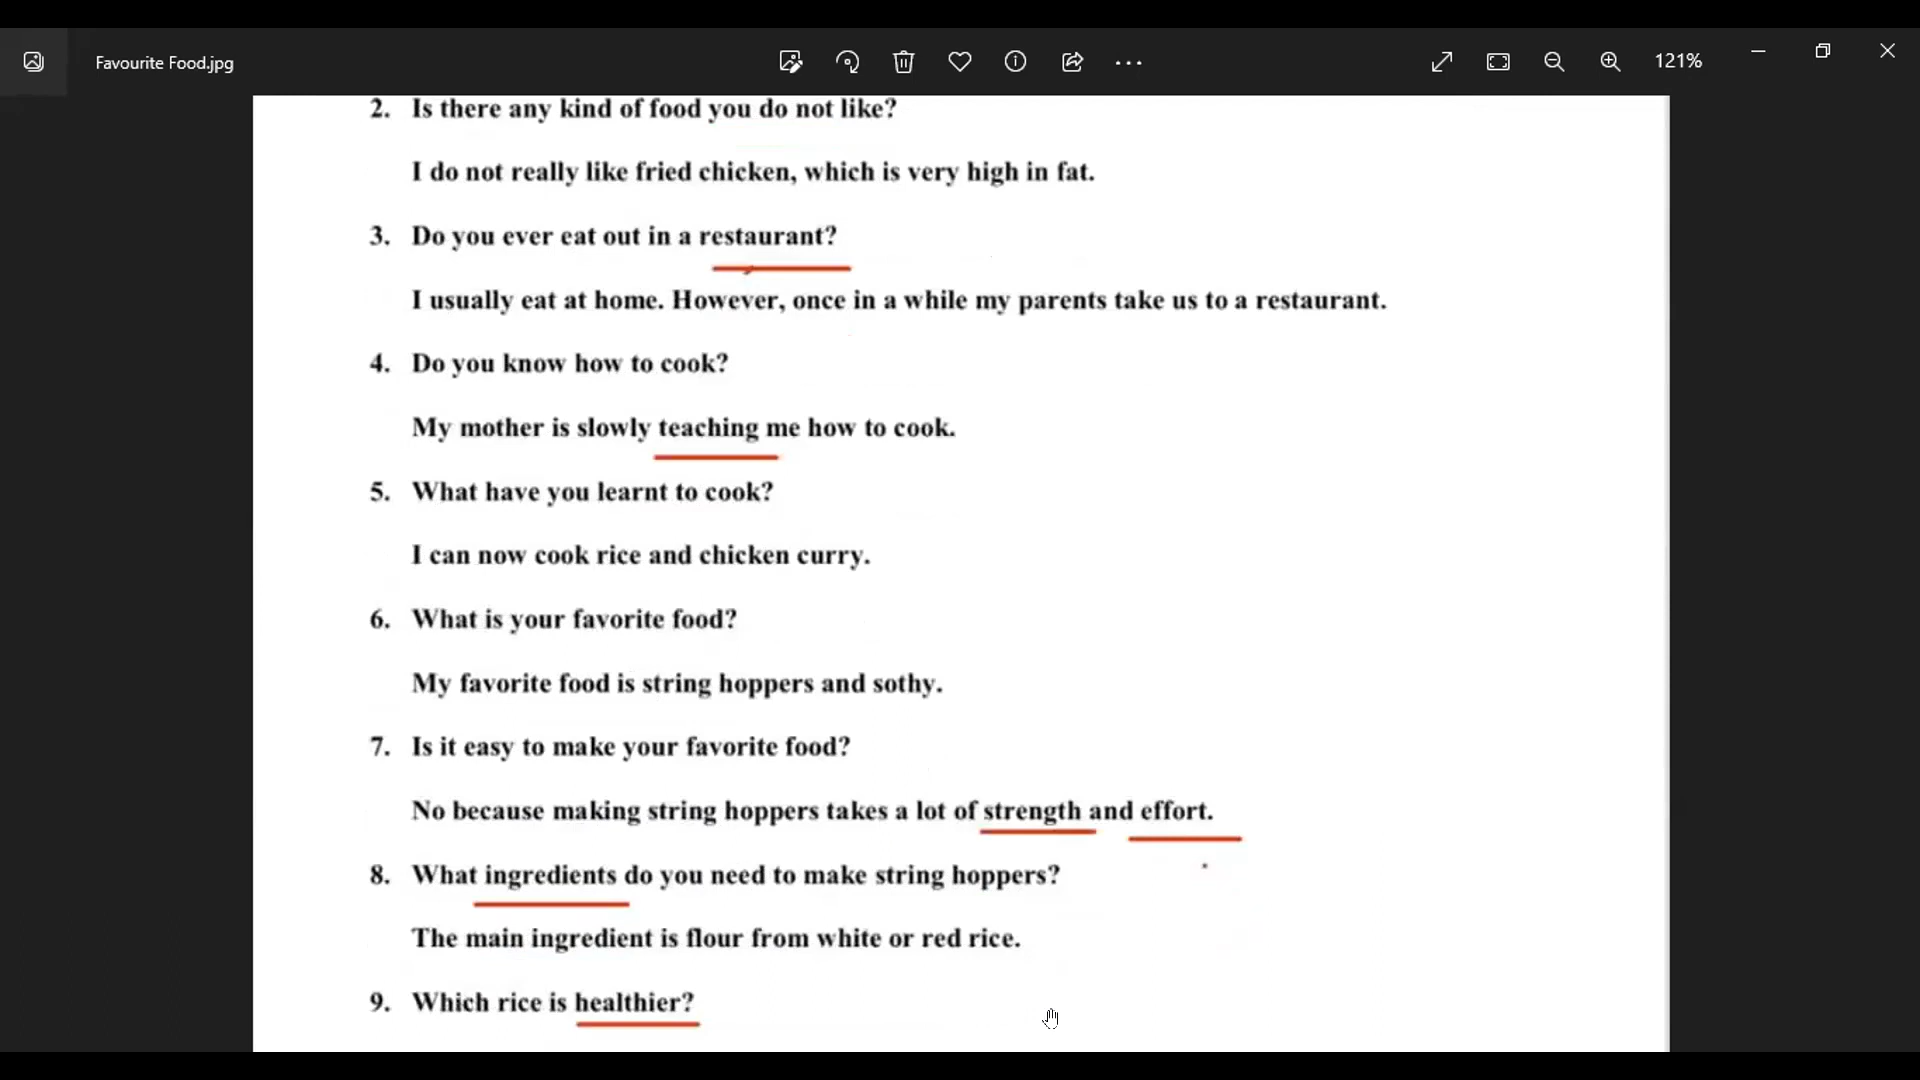 Favourite Food.jpg
121%
2. Is there any kind of food you do not like?
I do not really like fried chicken, which is very high in fat.
3. Do you ever eat out in a restaurant?
I usually eat at home. However, once in a while my parents take us to a restaurant.
4. Do you know how to cook?
My mother is slowly teaching me how to cook.
5. What have you learnt to cook?
I can now cook rice and chicken curry.
6. What is your favorite food?
My favorite food is string hoppers and sothy.
7. Is it easy to make your favorite food?
No because making string hoppers takes a lot of strength and effort.
8. What ingredients do you need to make string hoppers?
The main ingredient is flour from white or red rice.
9. Which rice is healthier?